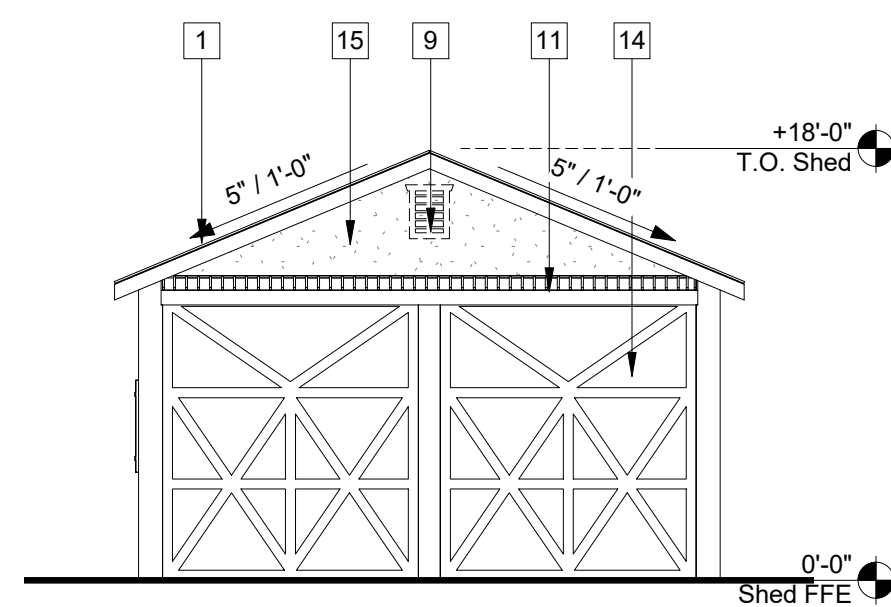 1
15
9
11
14
+18'-0"
T.O. Shed
5" / 1'-0"
5" / 1'-0"
0'-0"
Shed FFE